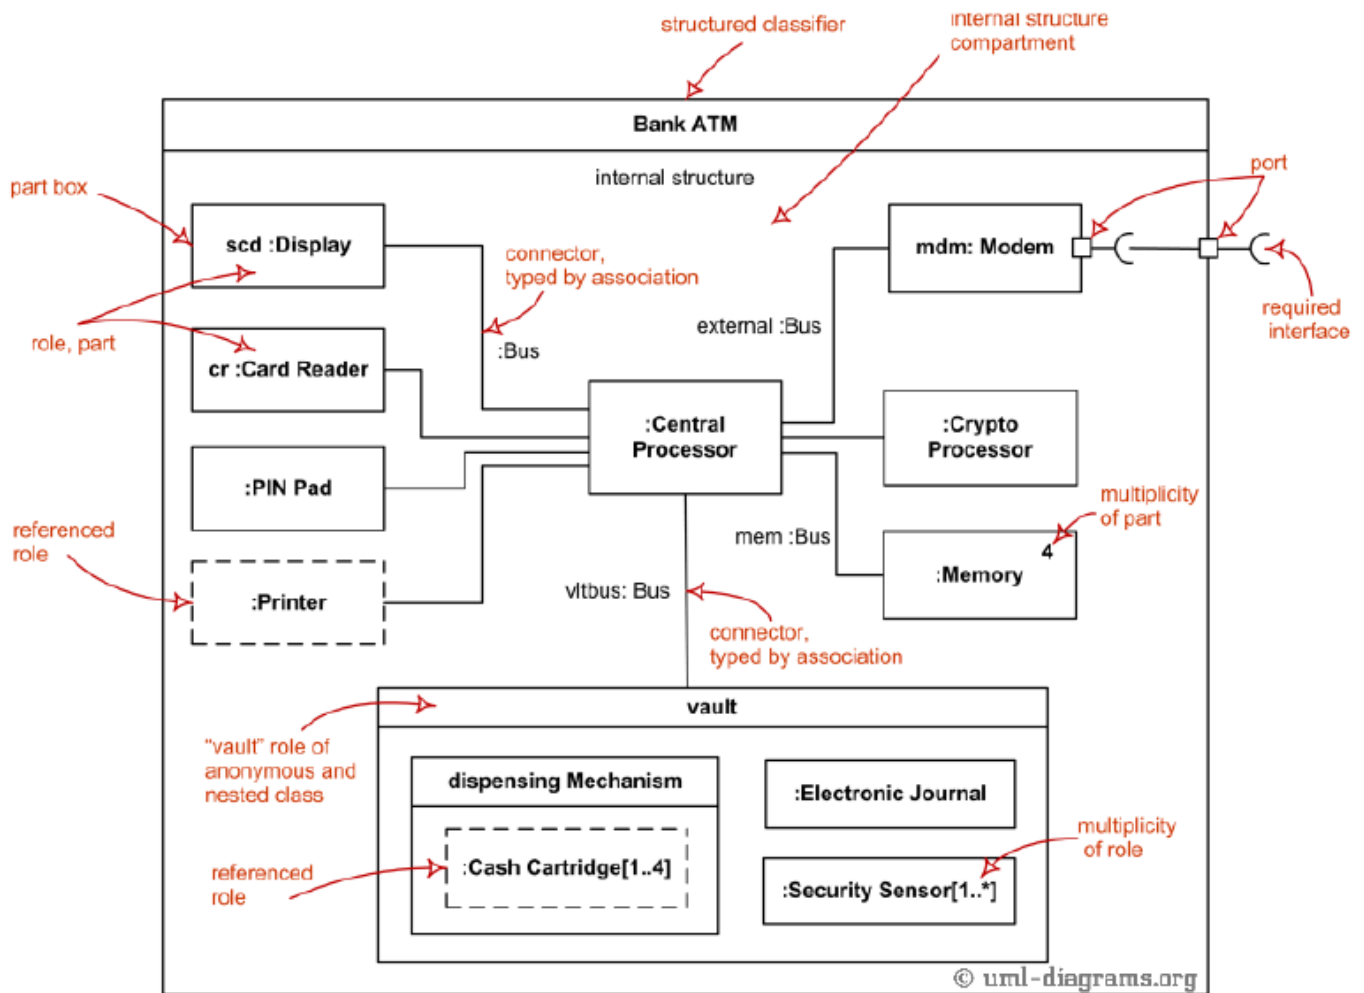 structured classifier
internal structure
compartment
Bank ATM
internal structure
part box
port
scd :Display
mdm: Modem
connector,
typed by association
required
interface
role, part
external :Bus
:Bus
cr :Card Reader
:Central
Processor
:Crypto
Processor
:PIN Pad
multiplicity
of part
referenced
role
mem :Bus
4
:Memory
:Printer
vltbus: Bus
connector,
typed by association
vault
"vault" role of
anonymous and
nested class
dispensing Mechanism
:Electronic Journal
multiplicity
of role
:Cash Cartridge[1..4]
referenced
role
:Security Sensor[1..*]
© uml-diagrams.org